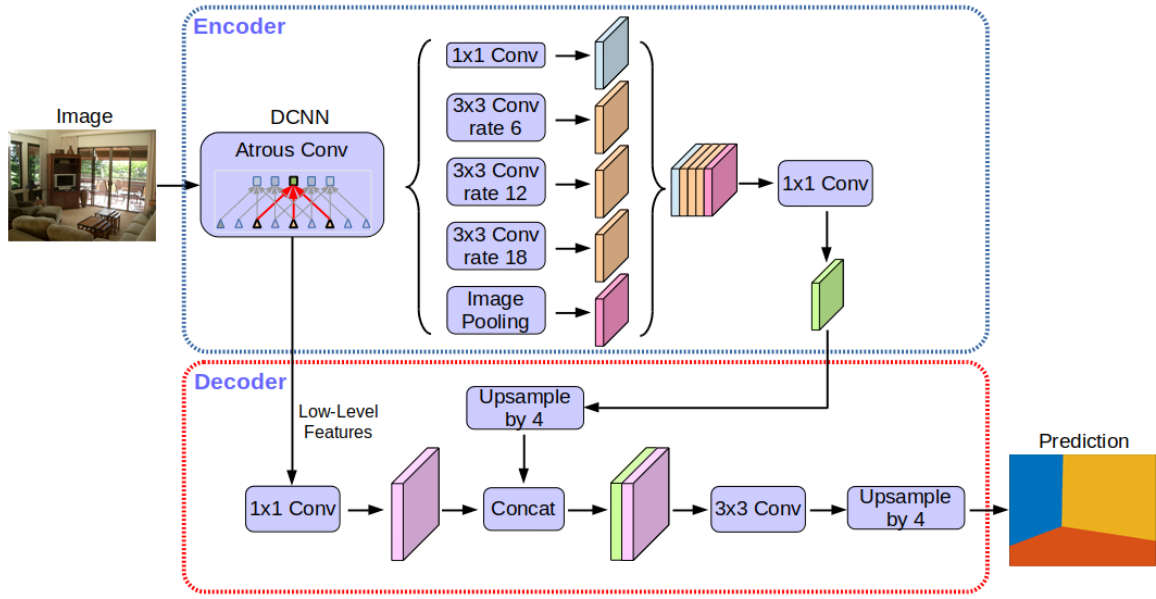 Encoder
Image
DCNN
Atrous Conv
1x1 Conv
3x3 Conv
rate 6
3x3 Conv
rate 12
3x3 Conv
rate 18
Image
Pooling
1x1 Conv
Decoder
Low-Level
Features
Upsample
by 4
1x1 Conv
Concat
3x3 Conv
Upsample
by 4
Prediction